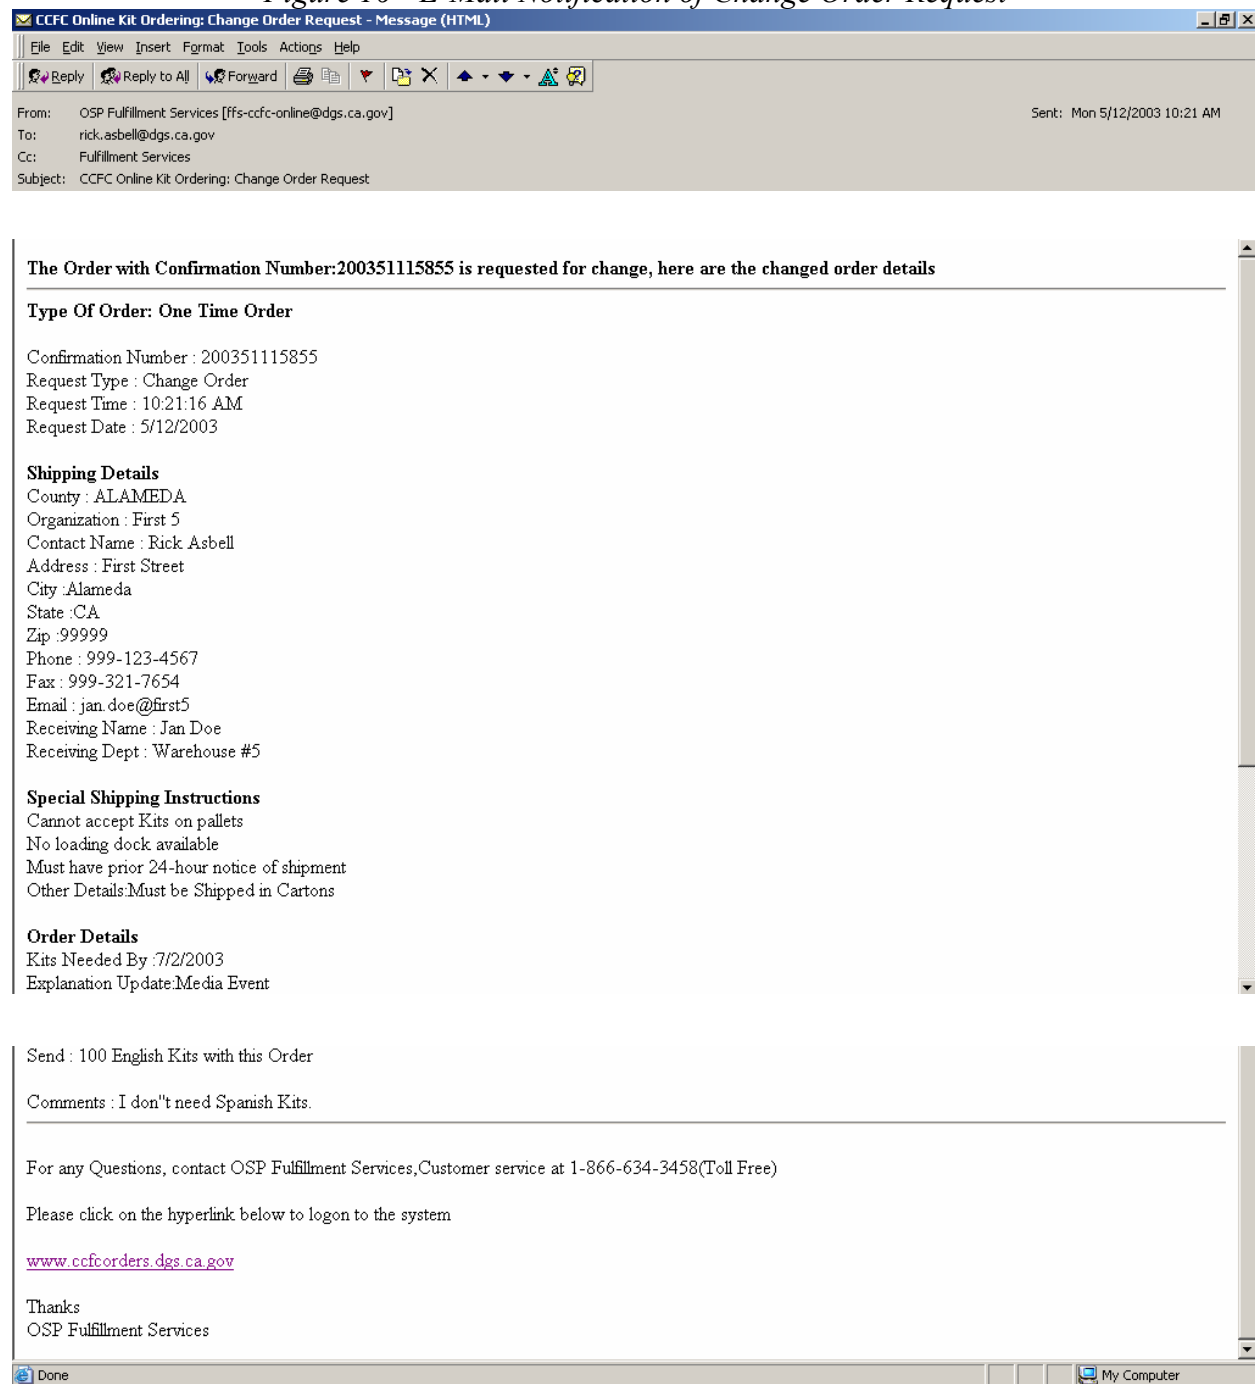 Figure 16 - E-Mail Notification of Change Order Request
CCFC Online Kit Ordering: Change Order Request - Message (HTML)
File Edit View Insert Format Tools Actions Help
Reply Reply to All Forward
From: OSP Fulfillment Services [ffs-ccfc-online@dgs.ca.gov] Sent: Mon 5/12/2003 10:21 AM
To: rick.asbell@dgs.ca.gov
Cc: Fulfillment Services
Subject: CCFC Online Kit Ordering: Change Order Request
The Order with Confirmation Number:200351115855 is requested for change, here are the changed order details
Type Of Order: One Time Order
Confirmation Number : 200351115855
Request Type : Change Order
Request Time : 10:21:16 AM
Request Date : 5/12/2003
Shipping Details
County : ALAMEDA
Organization : First 5
Contact Name : Rick Asbell
Address : First Street
City :Alameda
State :CA
Zip :99999
Phone : 999-123-4567
Fax : 999-321-7654
Email : jan.doe@first5
Receiving Name : Jan Doe
Receiving Dept : Warehouse #5
Special Shipping Instructions
Cannot accept Kits on pallets
No loading dock available
Must have prior 24-hour notice of shipment
Other Details:Must be Shipped in Cartons
Order Details
Kits Needed By :7/2/2003
Explanation Update:Media Event
Send : 100 English Kits with this Order
Comments : I don''t need Spanish Kits.
For any Questions, contact OSP Fulfillment Services,Customer service at 1-866-634-3458(Toll Free)
Please click on the hyperlink below to logon to the system
www.ccfcorders.dgs.ca.gov
Thanks
OSP Fulfillment Services
Done My Computer